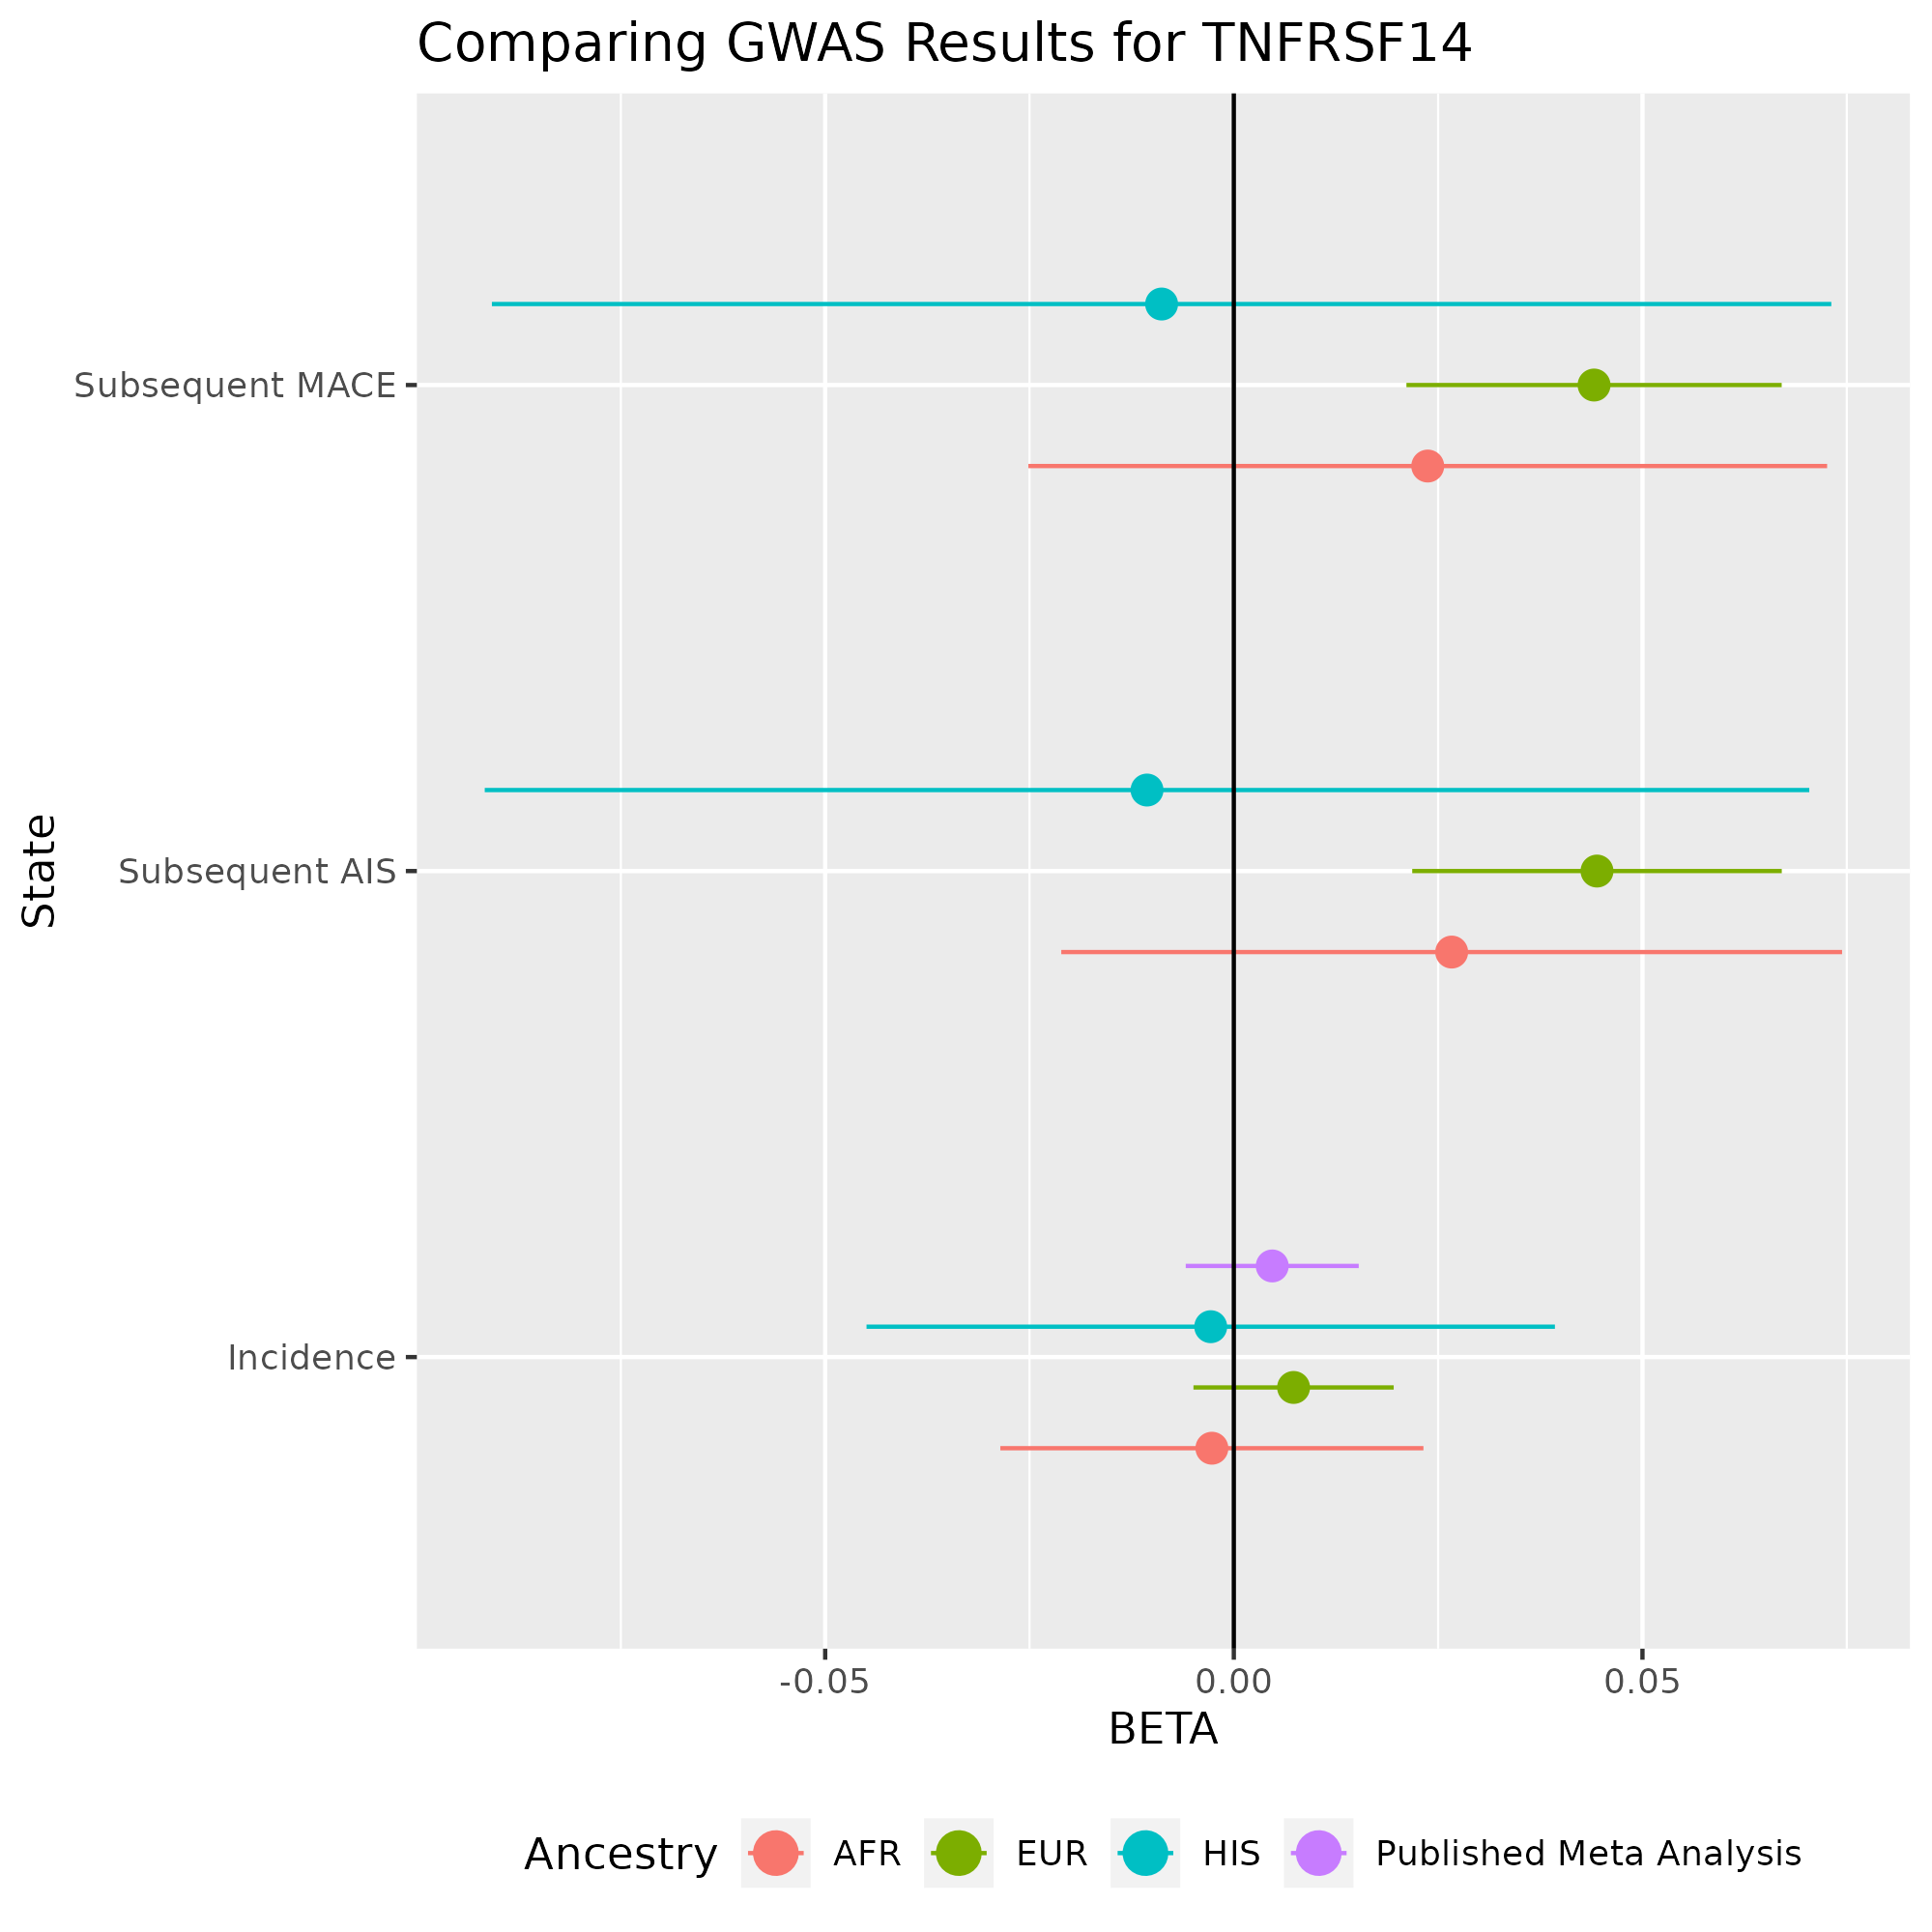 Comparing GWAS Results for TNFRSF14
Subsequent MACE
Subsequent AIS
Incidence
State
-0.05 0.00 0.05
BETA
Ancestry AFR EUR HIS Published Meta Analysis